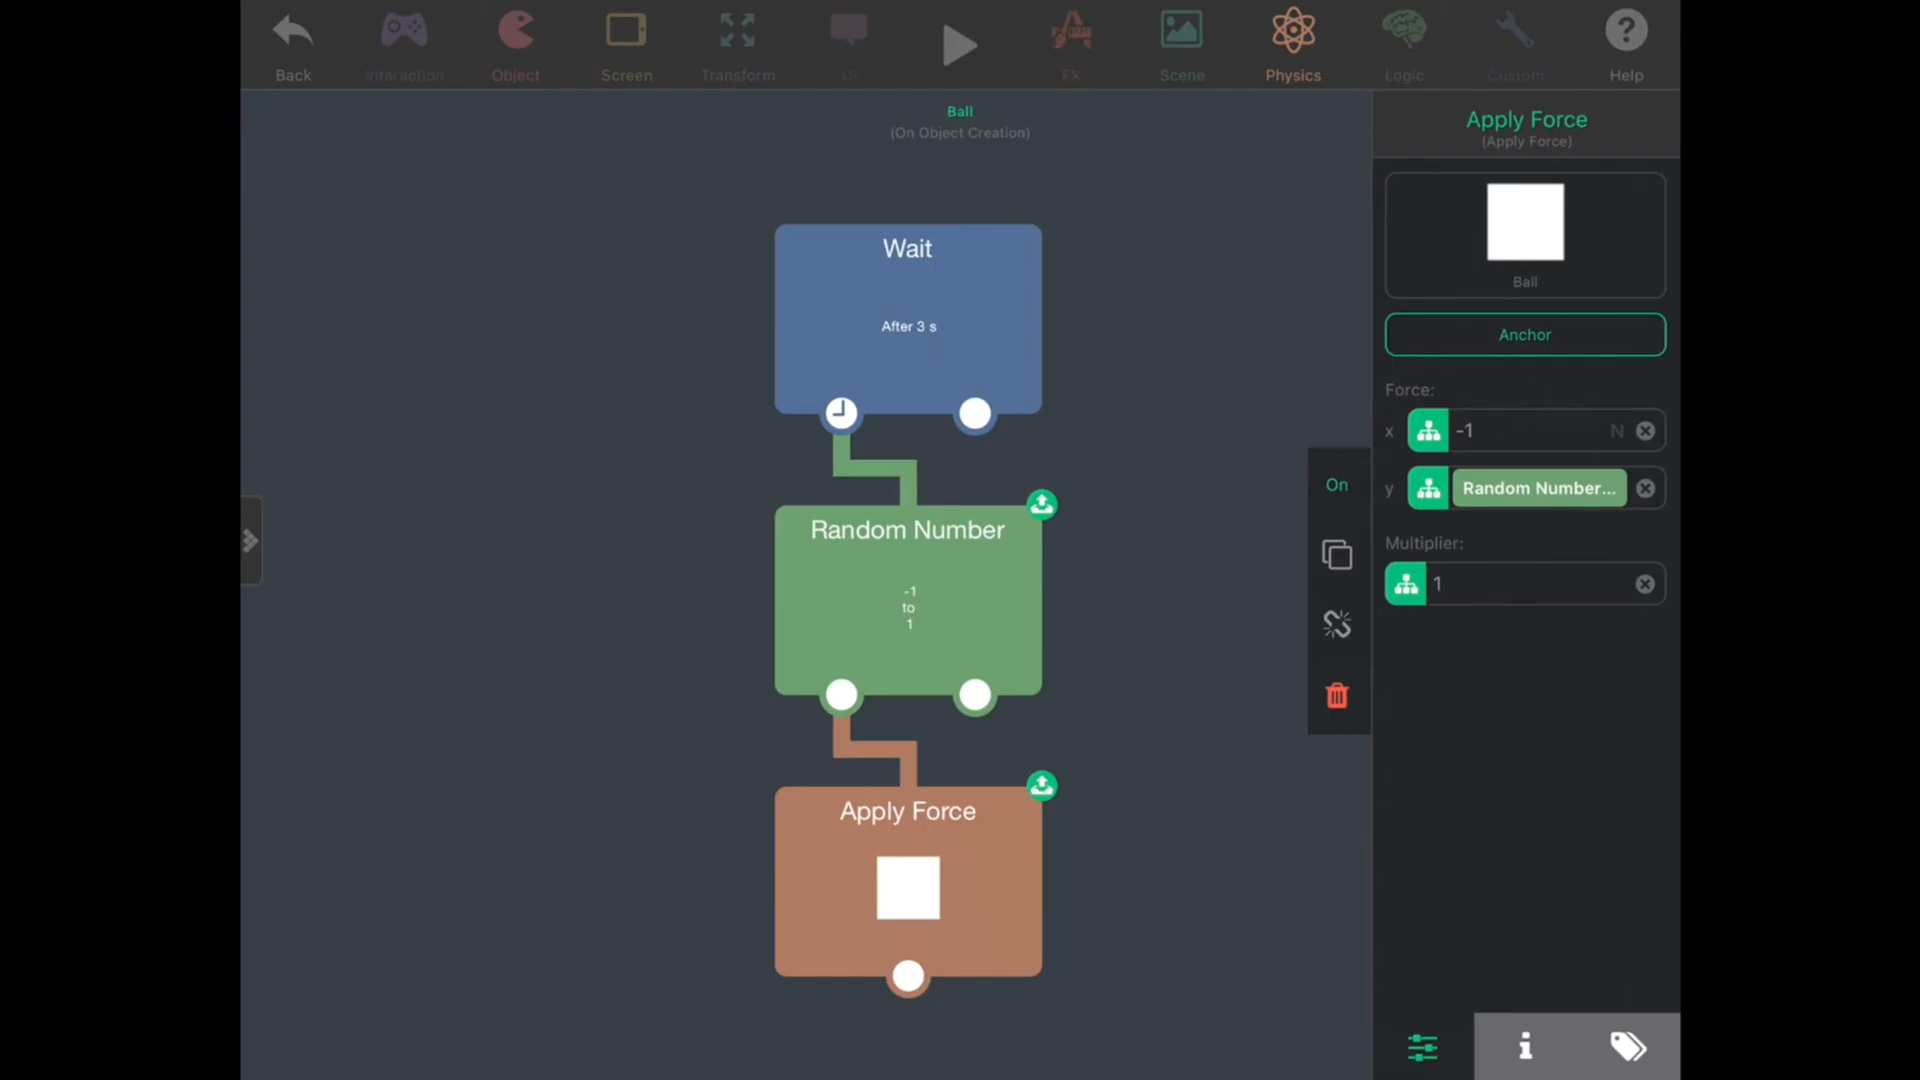 Back
Interaction
Object
Screen
Transform
UI
FX
Scene
Physics
Logic
Custom
Help
Ball
(On Object Creation)
Wait
After 3 s
Random Number
-1
to
1
Apply Force
On
Apply Force
(Apply Force)
Ball
Anchor
Force:
x -1 N
y Random Number...
Multiplier:
1